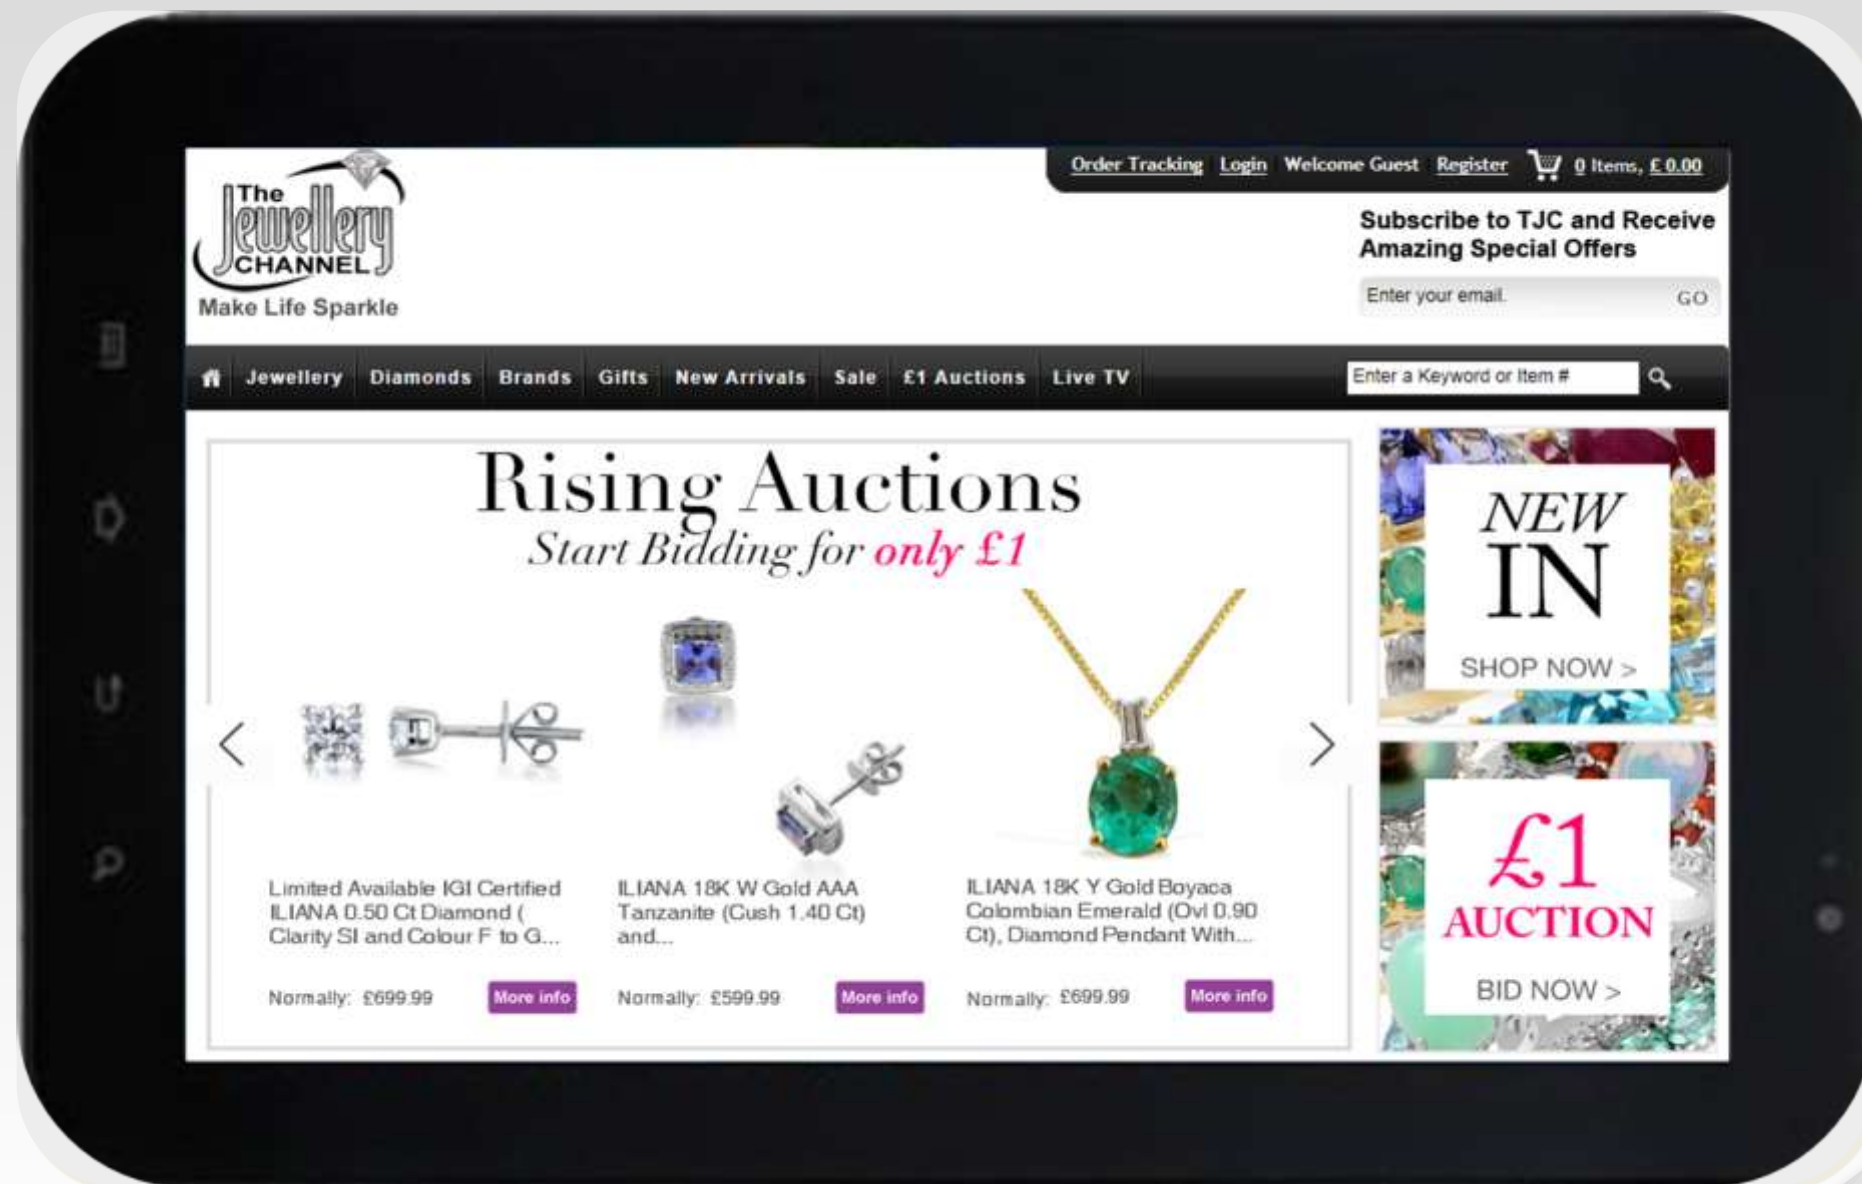 The
Jewellery
CHANNEL
Make Life Sparkle
Order Tracking Login Welcome Guest Register 0 Items, £ 0.00
Subscribe to TJC and Receive
Amazing Special Offers
Enter your email. GO
Jewellery Diamonds Brands Gifts New Arrivals Sale £1 Auctions Live TV Enter a Keyword or Item #
Rising Auctions
Start Bidding for only £1
Limited Available IGI Certified
ILIANA 0.50 Ct Diamond (
Clarity SI and Colour F to G...
Normally: £699.99 More info
ILIANA 18K W Gold AAA
Tanzanite (Cush 1.40 Ct)
and...
Normally: £599.99 More info
ILIANA 18K Y Gold Boyaca
Colombian Emerald (Ovl 0.90
Ct), Diamond Pendant With...
Normally: £699.99 More info
NEW
IN
SHOP NOW >
£1
AUCTION
BID NOW >